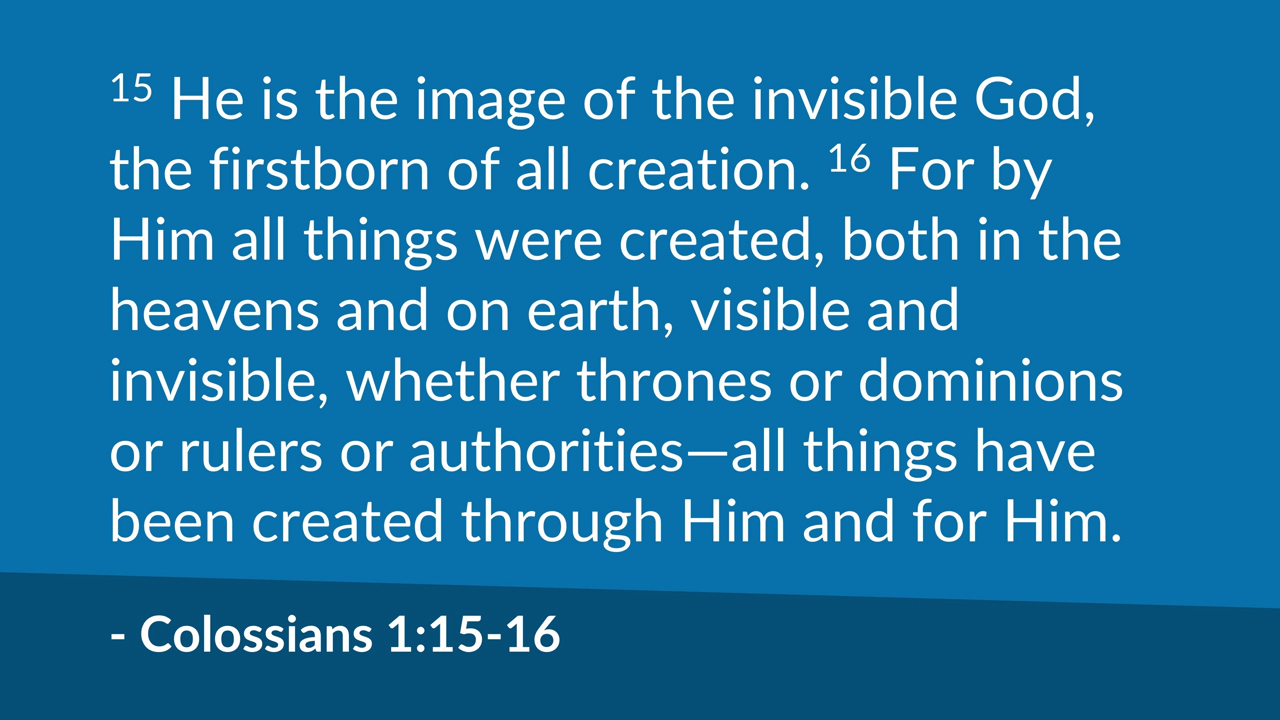 15 He is the image of the invisible God,
the firstborn of all creation. 16 For by
Him all things were created, both in the
heavens and on earth, visible and
invisible, whether thrones or dominions
or rulers or authorities—all things have
been created through Him and for Him.
- Colossians 1:15-16